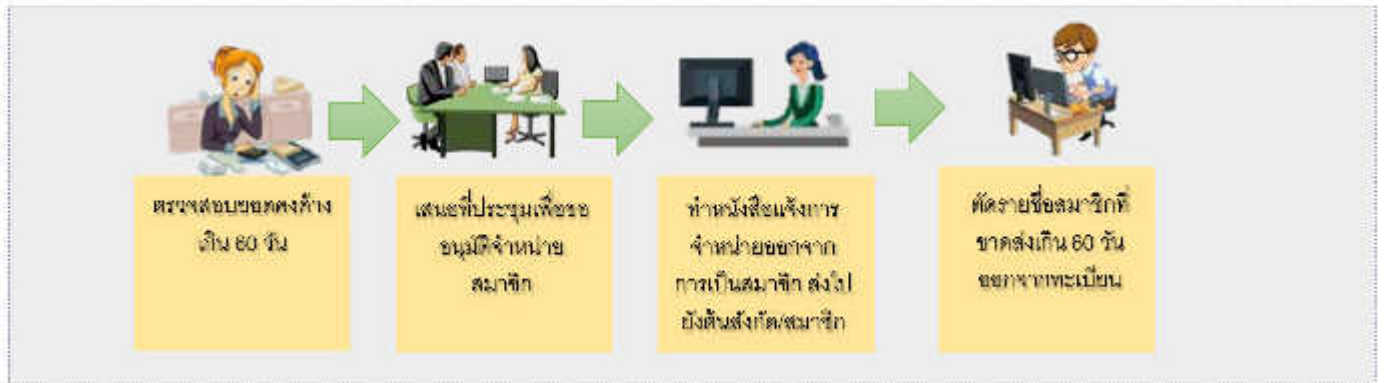 ตรวจสอบยอดคงค้าง
เกิน 60 วัน
เสนอที่ประชุมเพื่อขอ
อนุมัติจำหน่าย
สมาชิก
ทำหนังสือแจ้งการ
จำหน่ายออกจาก
การเป็นสมาชิก ส่งไป
ยังต้นสังกัด/สมาชิก
ตัดรายชื่อสมาชิกที่
ขาดส่งเกิน 60 วัน
ออกจากทะเบียน